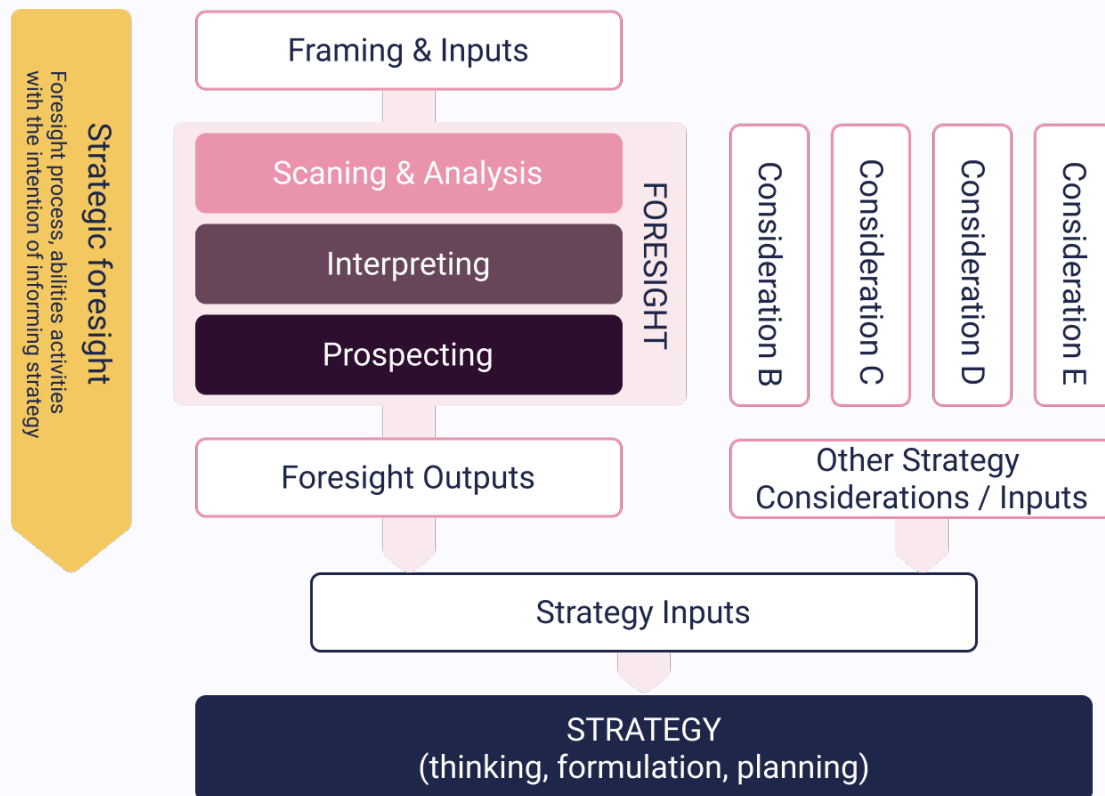 Strategic foresight
Foresight process, abilities activities
with the intention of informing strategy
Framing & Inputs
Scaning & Analysis
Interpreting
Prospecting
FORESIGHT
Foresight Outputs
Consideration B
Consideration C
Consideration D
Consideration E
Other Strategy
Considerations / Inputs
Strategy Inputs
STRATEGY
(thinking, formulation, planning)